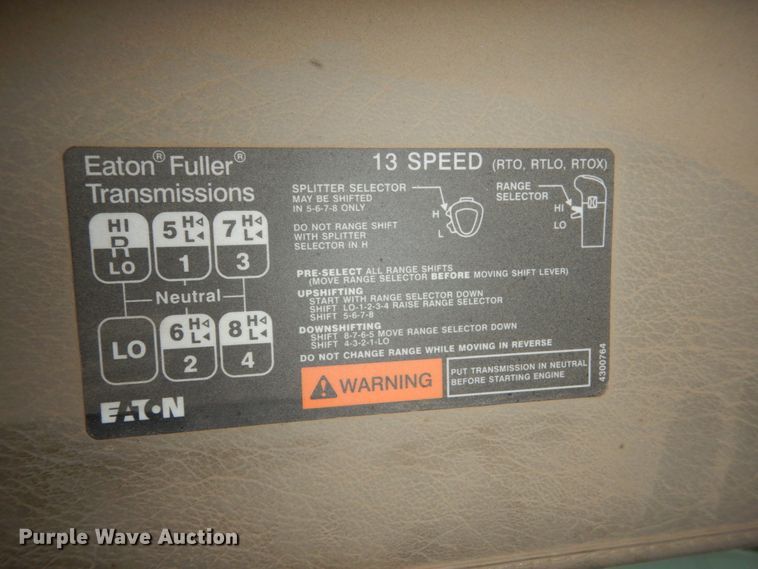 Eaton® Fuller®
Transmissions
13 SPEED (RTO, RTLO, RTOX)
HI
R
LO
5 H◁
L◀
1
7 H◁
L◀
3
Neutral
LO
6 H◁
L◀
2
8 H◁
L◀
4
EATON
SPLITTER SELECTOR
MAY BE SHIFTED
IN 5-6-7-8 ONLY
H
L
DO NOT RANGE SHIFT
WITH SPLITTER
SELECTOR IN H
RANGE
SELECTOR
HI
LO
PRE-SELECT ALL RANGE SHIFTS
(MOVE RANGE SELECTOR BEFORE MOVING SHIFT LEVER)
UPSHIFTING
START WITH RANGE SELECTOR DOWN
SHIFT LO-1-2-3-4 RAISE RANGE SELECTOR
SHIFT 5-6-7-8
DOWNSHIFTING
SHIFT 8-7-6-5 MOVE RANGE SELECTOR DOWN
SHIFT 4-3-2-1-LO
DO NOT CHANGE RANGE WHILE MOVING IN REVERSE
WARNING
PUT TRANSMISSION IN NEUTRAL
BEFORE STARTING ENGINE
4300764
Purple Wave Auction